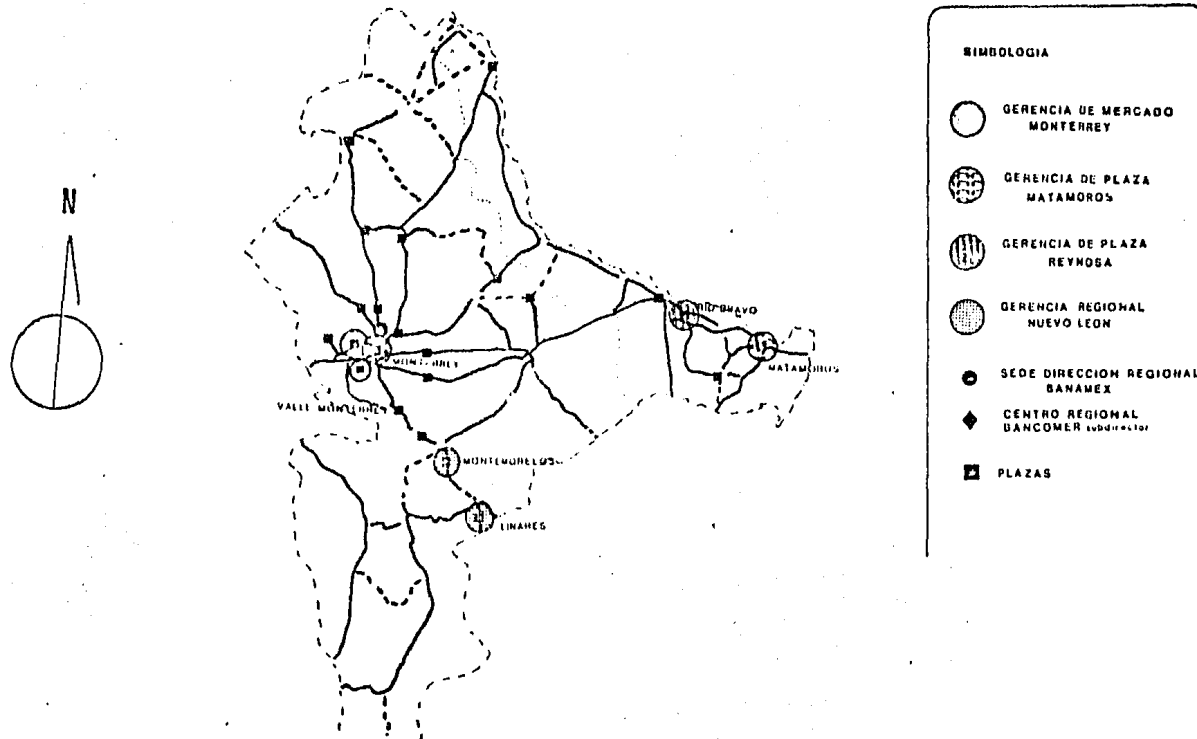 N
RIO BRAVO
MATAMOROS
MONTERREY
VALLE MONTERREY
MONTEMORELOS
LINARES
SIMBOLOGIA
GERENCIA DE MERCADO
MONTERREY
GERENCIA DE PLAZA
MATAMOROS
GERENCIA DE PLAZA
REYNOSA
GERENCIA REGIONAL
NUEVO LEON
SEDE DIRECCION REGIONAL
BANAMEX
CENTRO REGIONAL
BANCOMER subdirector
PLAZAS